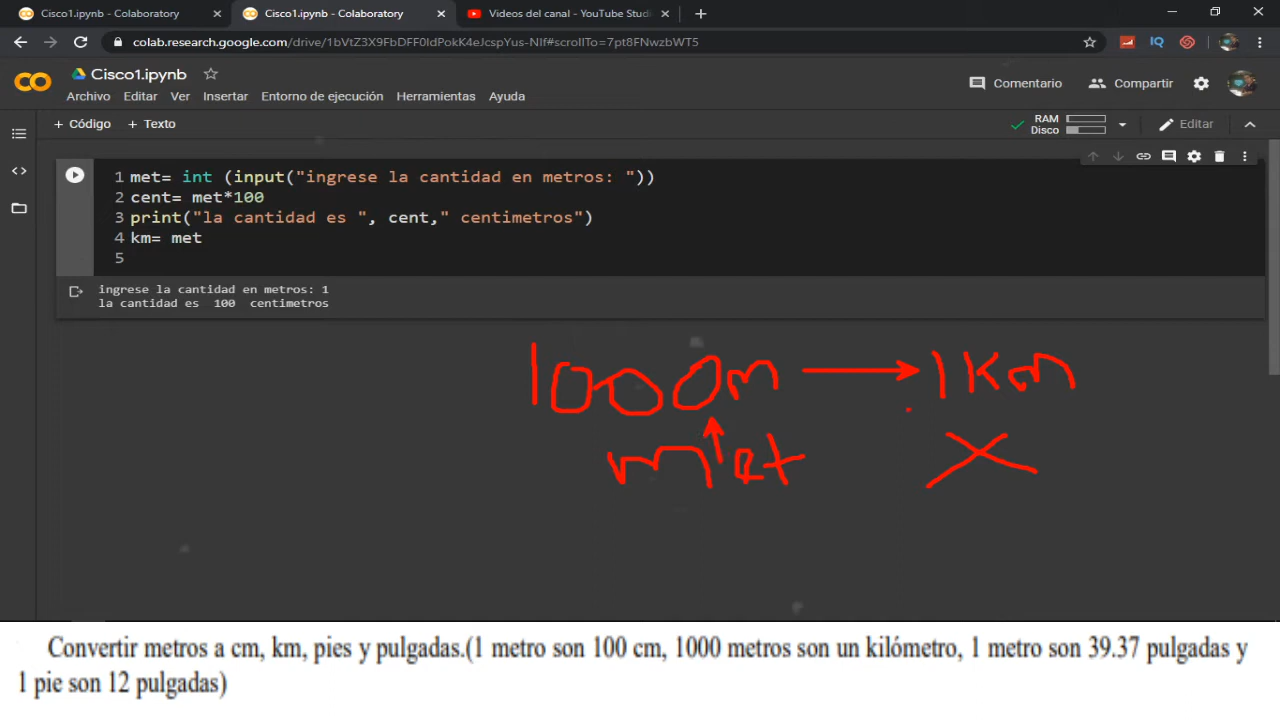 Cisco1.ipynb - Colaboratory
Cisco1.ipynb - Colaboratory
Videos del canal - YouTube Studi
colab.research.google.com/drive/1bVtZ3X9FbDFF0IdPokK4eJcspYus-NIf#scrollTo=7pt8FNwzbWT5
IQ
Cisco1.ipynb
Comentario
Compartir
Archivo Editar Ver Insertar Entorno de ejecución Herramientas Ayuda
+ Código + Texto
RAM
Disco
Editar
1 met= int (input("ingrese la cantidad en metros: "))
2 cent= met*100
3 print("la cantidad es ", cent," centimetros")
4 km= met
5
ingrese la cantidad en metros: 1
la cantidad es  100  centimetros
1000m → 1Km
met X
Convertir metros a cm, km, pies y pulgadas.(1 metro son 100 cm, 1000 metros son un kilómetro, 1 metro son 39.37 pulgadas y
1 pie son 12 pulgadas)